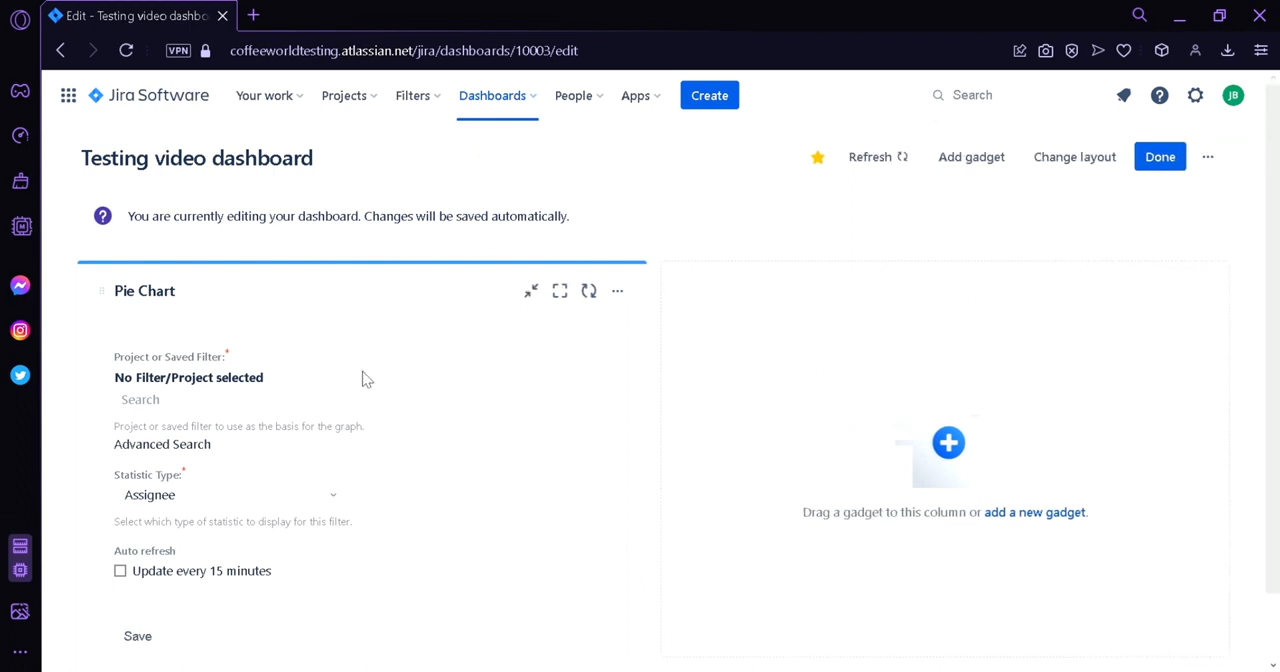 Edit - Testing video dashbo
VPN
coffeeworldtesting.atlassian.net/jira/dashboards/10003/edit
Jira Software
Your work
Projects
Filters
Dashboards
People
Apps
Create
Search
JB
Testing video dashboard
Refresh
Add gadget
Change layout
Done
You are currently editing your dashboard. Changes will be saved automatically.
Pie Chart
Project or Saved Filter:*
No Filter/Project selected
Search
Project or saved filter to use as the basis for the graph.
Advanced Search
Statistic Type:*
Assignee
Select which type of statistic to display for this filter.
Auto refresh
Update every 15 minutes
Save
Drag a gadget to this column or add a new gadget.